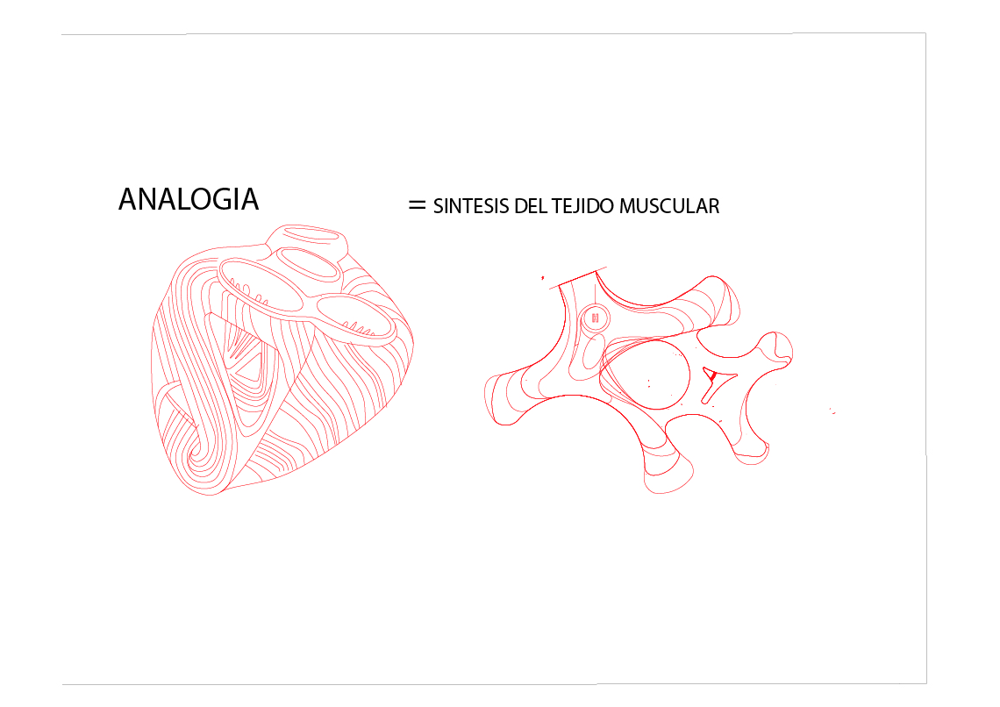 ANALOGIA
= SINTESIS DEL TEJIDO MUSCULAR
H